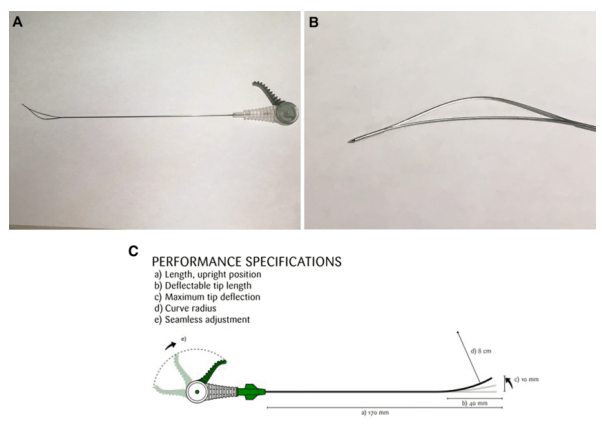 A
B
C
PERFORMANCE SPECIFICATIONS
a) Length, upright position
b) Deflectable tip length
c) Maximum tip deflection
d) Curve radius
e) Seamless adjustment
e)
d) 8 cm
c) 10 mm
b) 40 mm
a) 170 mm